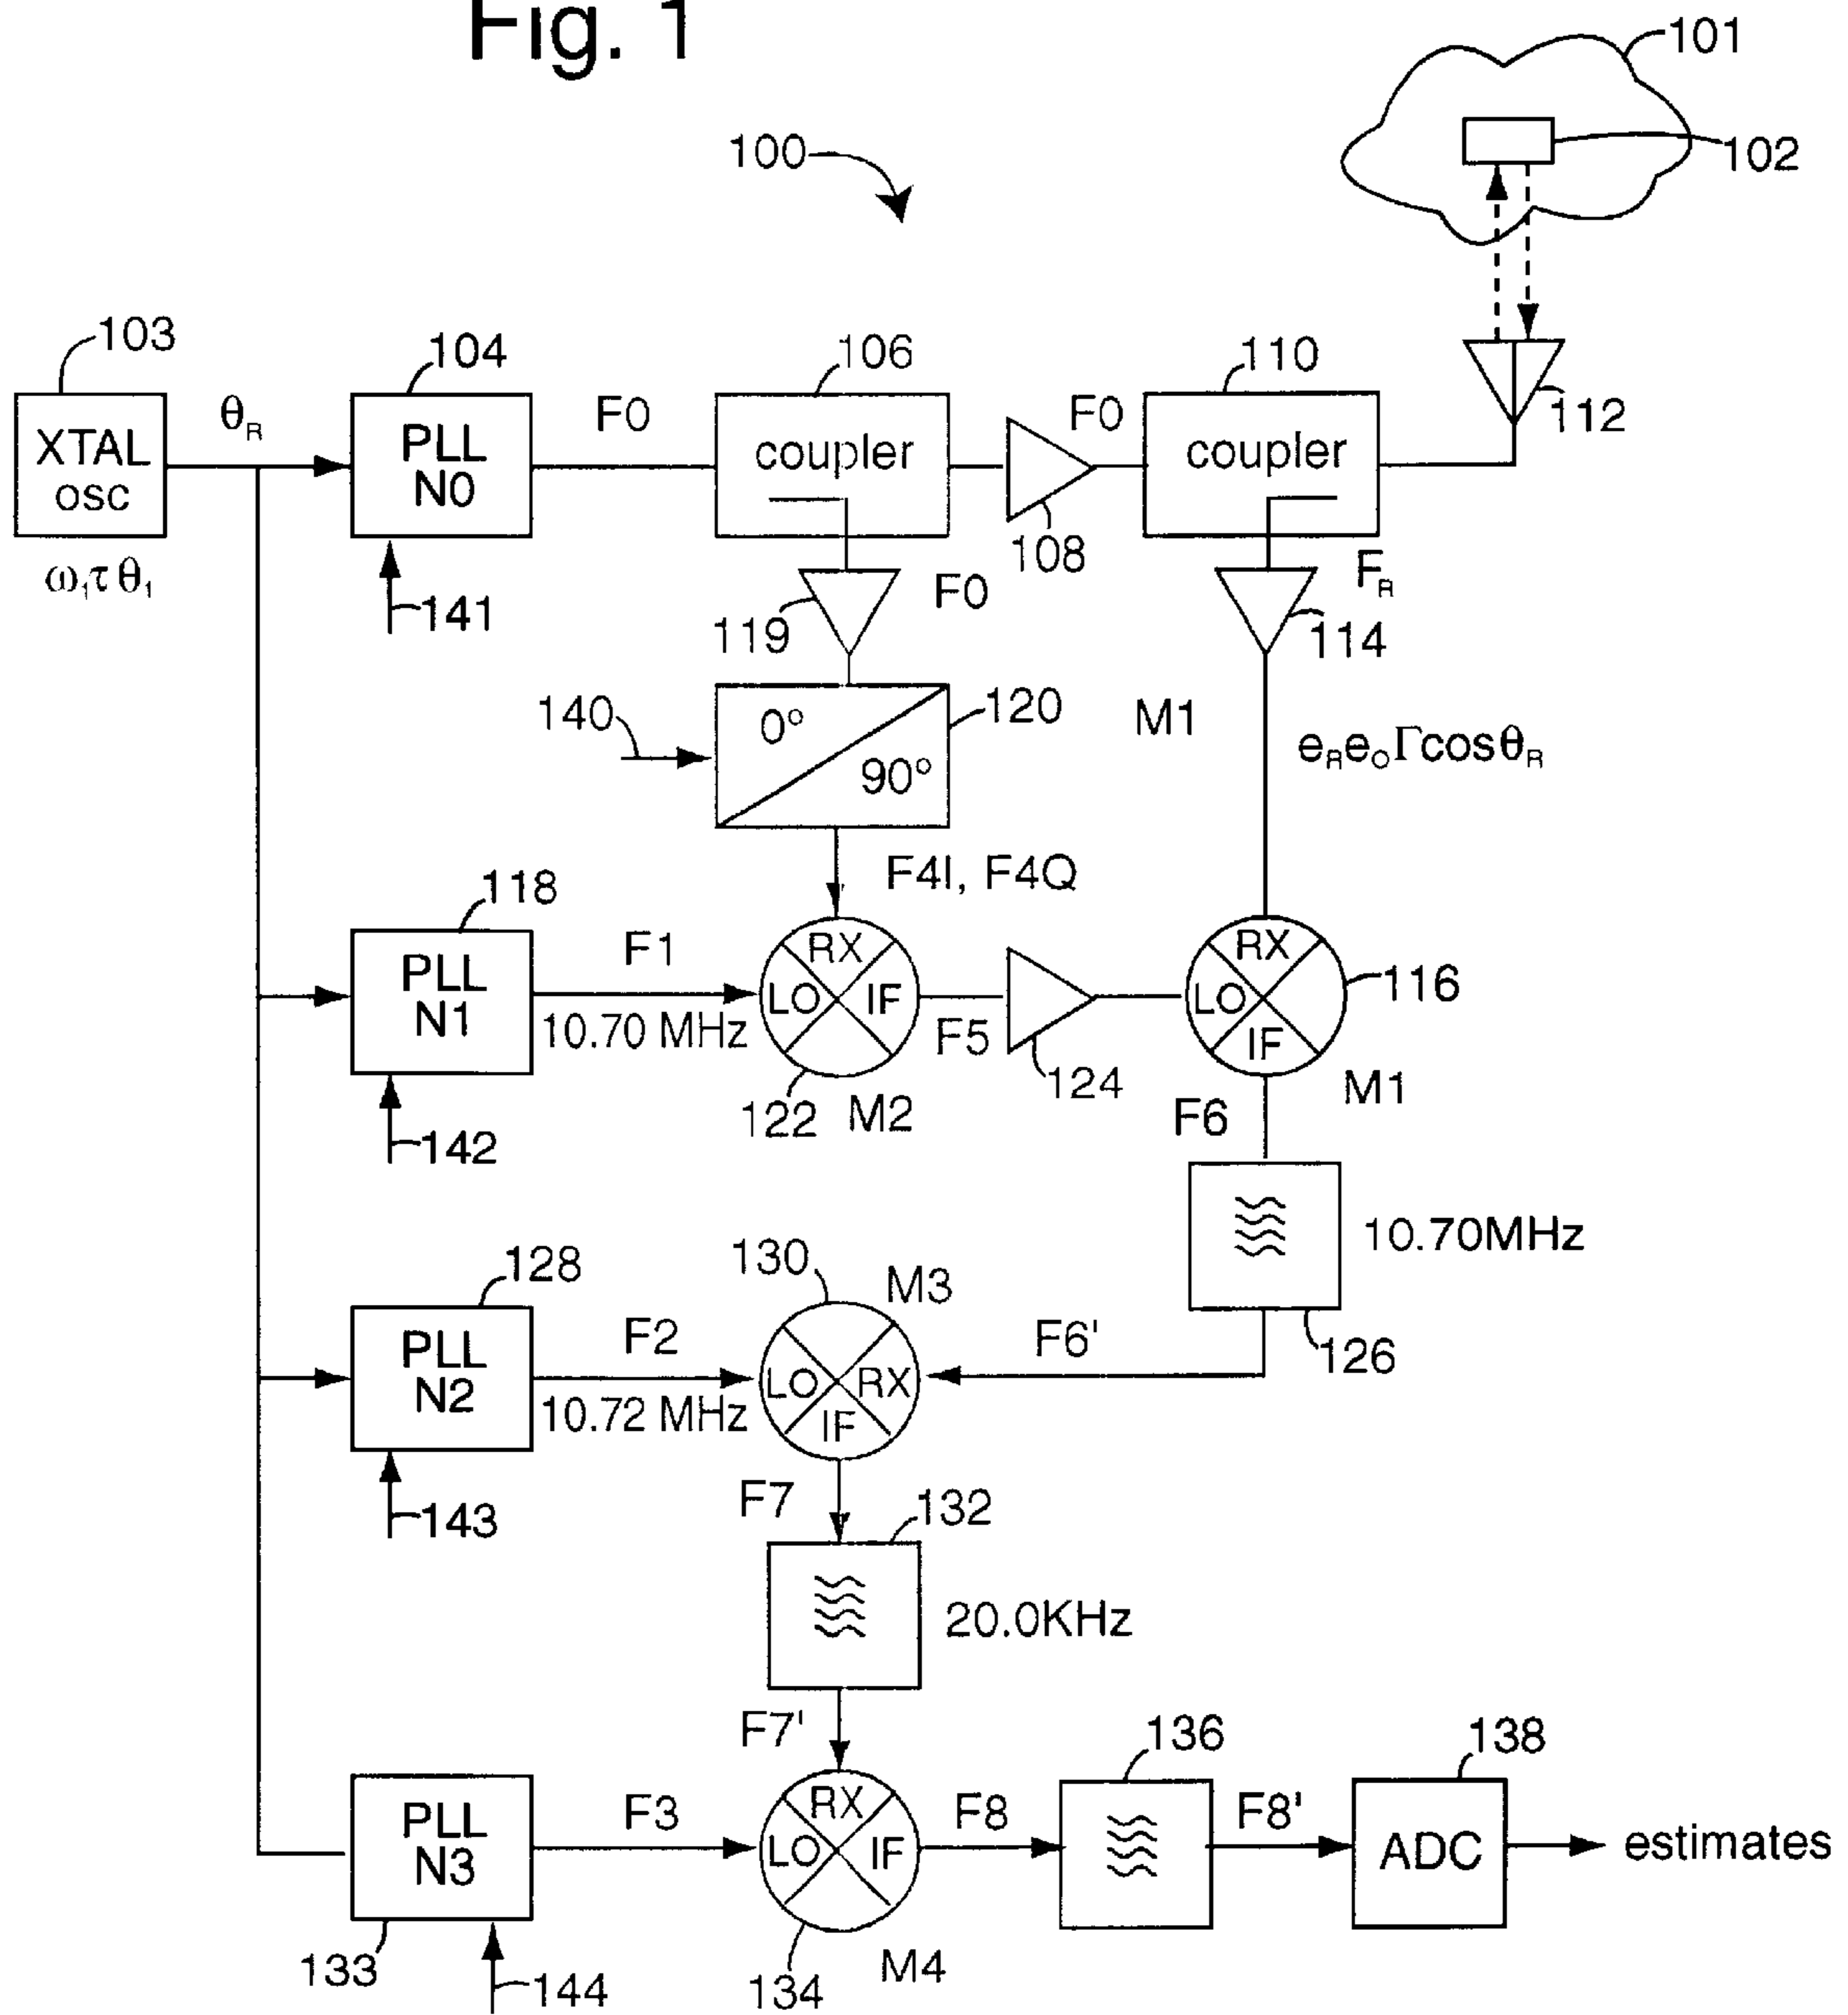 Fig. 1
101
100
102
103
104
106
110
112
XTAL
osc
θR
PLL
N0
F0
coupler
F0
coupler
108
ω₁τ θ₁
141
119
F0
FR
114
140
0°
90°
120
M1
eReOΓcosθR
F4I, F4Q
118
PLL
N1
F1
10.70 MHz
RX
LO
IF
F5
RX
LO
IF
116
142
122
M2
124
M1
F6
10.70MHz
126
128
PLL
N2
F2
10.72 MHz
130
M3
LO
RX
IF
F6'
143
F7
132
20.0KHz
F7'
PLL
N3
F3
RX
LO
IF
F8
136
F8'
138
ADC
estimates
133
144
134
M4